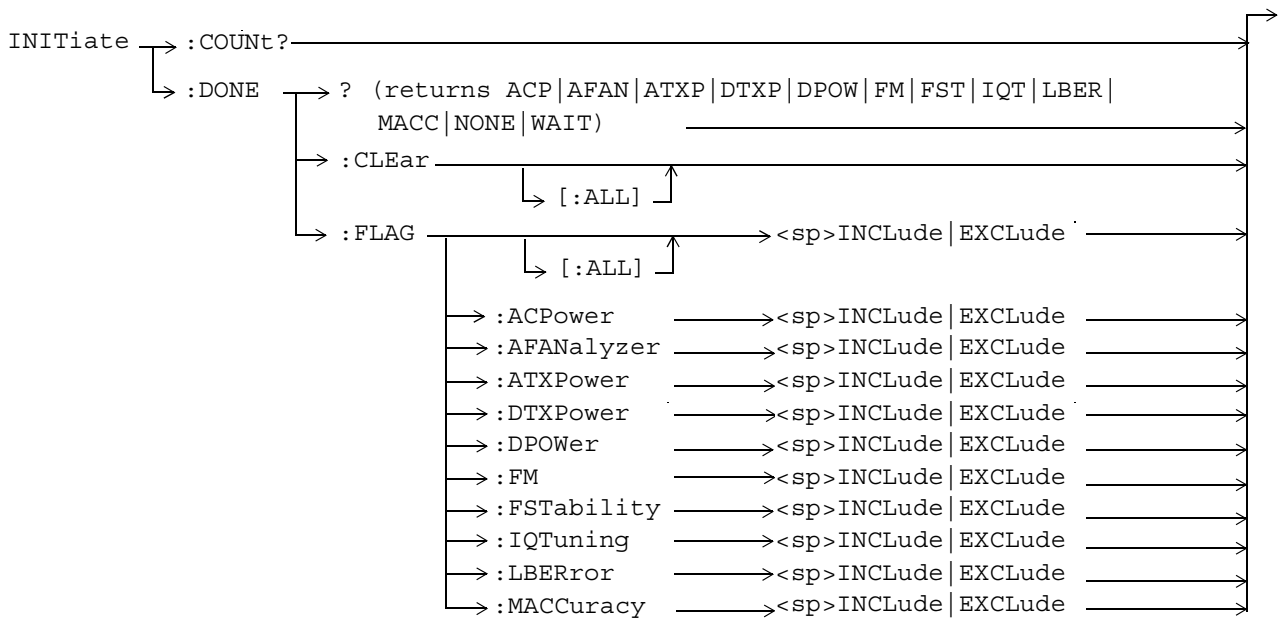 INITiate :COUNt?
:DONE ? (returns ACP|AFAN|ATXP|DTXP|DPOW|FM|FST|IQT|LBER|
MACC|NONE|WAIT)
:CLEar
[:ALL]
:FLAG <sp>INCLude|EXCLude
[:ALL]
:ACPower <sp>INCLude|EXCLude
:AFANalyzer <sp>INCLude|EXCLude
:ATXPower <sp>INCLude|EXCLude
:DTXPower <sp>INCLude|EXCLude
:DPOWer <sp>INCLude|EXCLude
:FM <sp>INCLude|EXCLude
:FSTability <sp>INCLude|EXCLude
:IQTuning <sp>INCLude|EXCLude
:LBERror <sp>INCLude|EXCLude
:MACCuracy <sp>INCLude|EXCLude